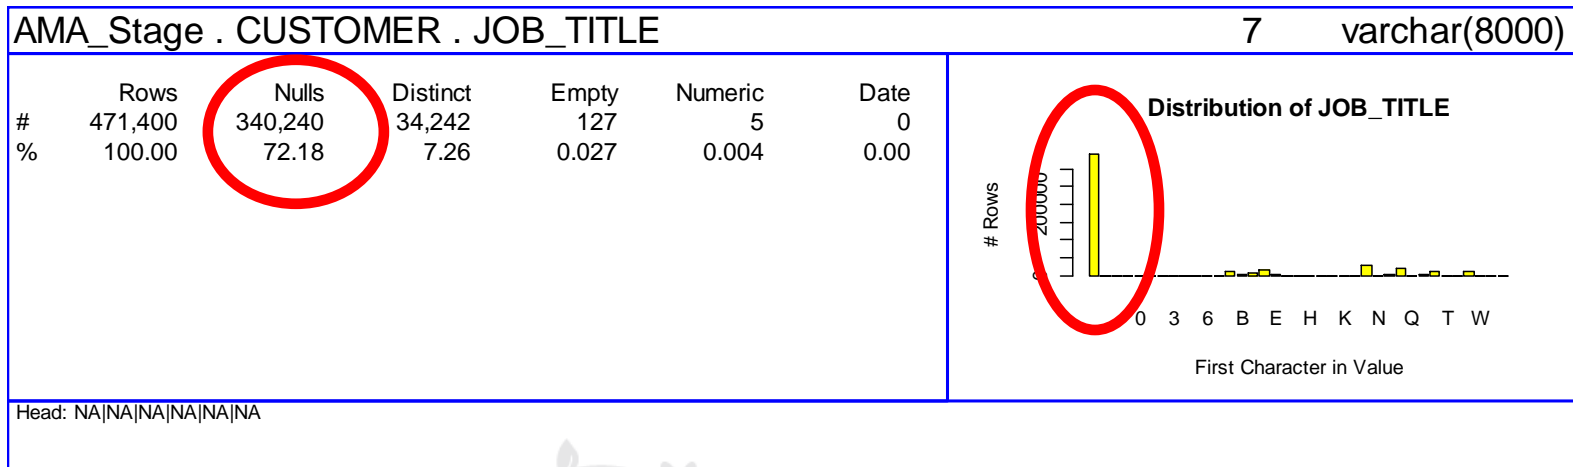 AMA_Stage . CUSTOMER . JOB_TITLE 7 varchar(8000)
Rows Nulls Distinct Empty Numeric Date
# 471,400 340,240 34,242 127 5 0
% 100.00 72.18 7.26 0.027 0.004 0.00
Distribution of JOB_TITLE
# Rows
200000
0
0 3 6 B E H K N Q T W
First Character in Value
Head: NA|NA|NA|NA|NA|NA